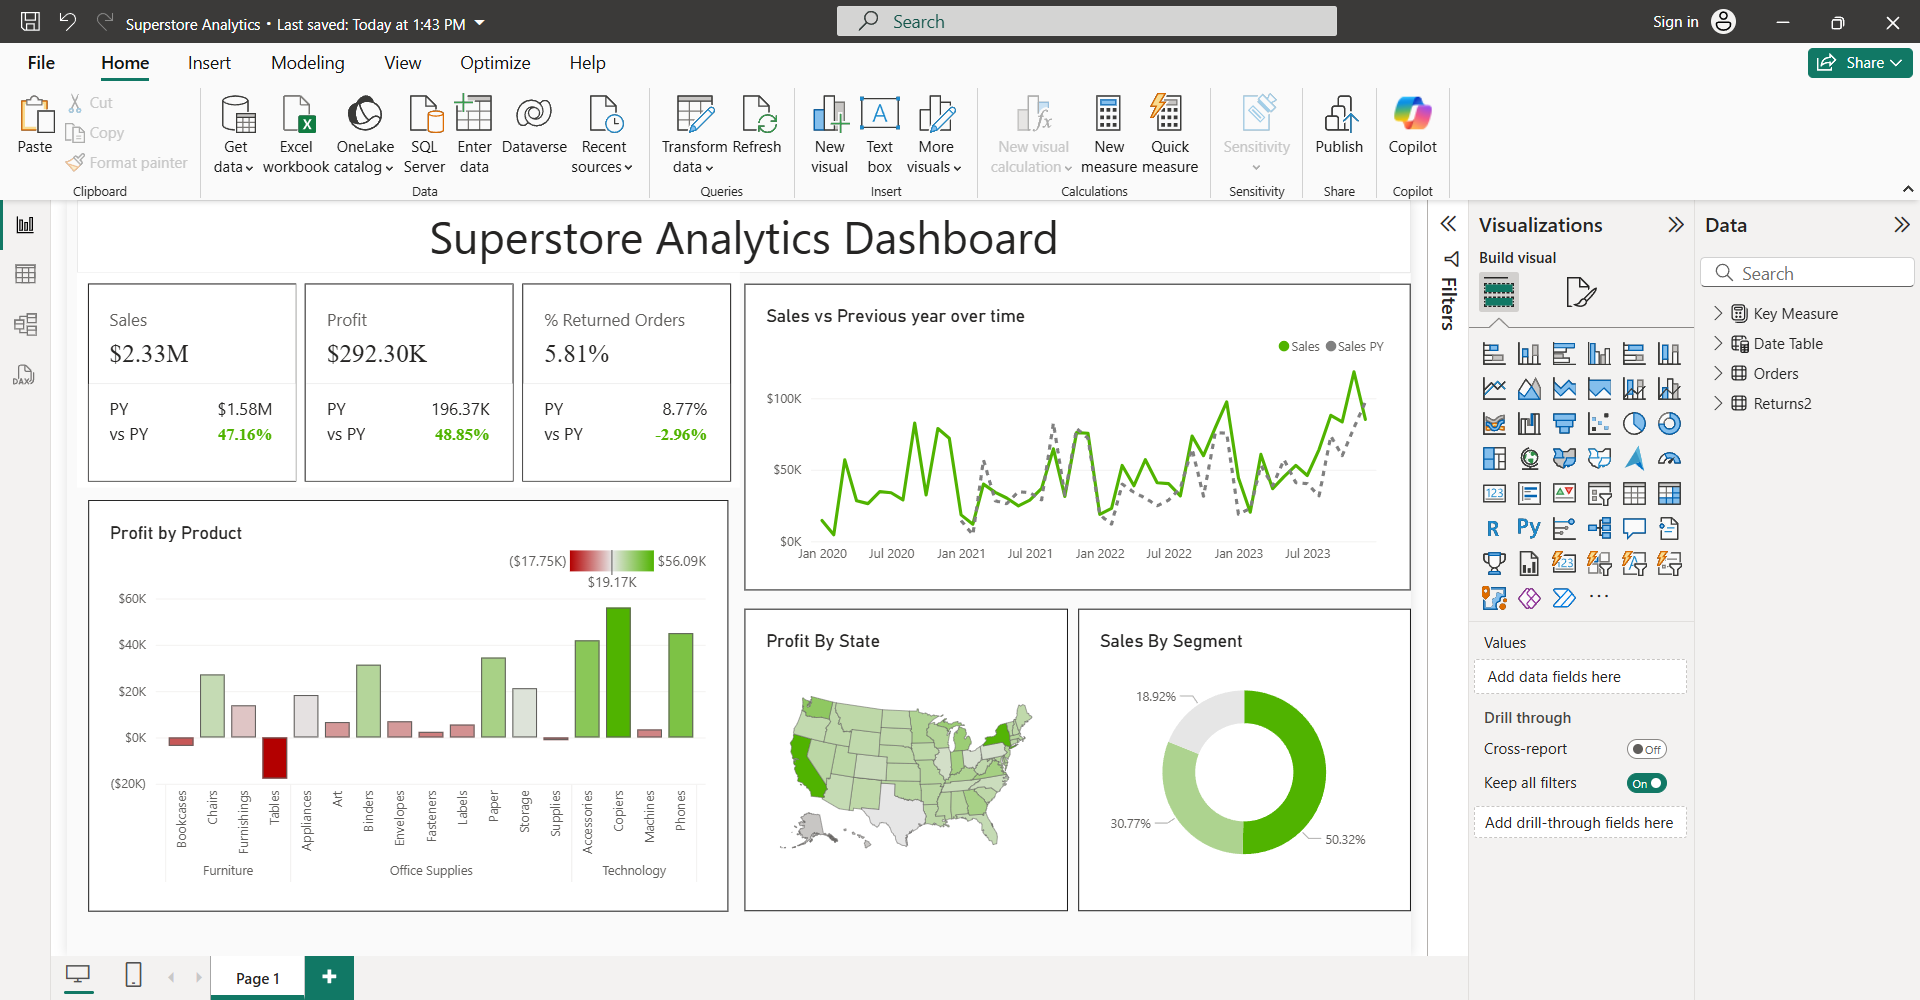 Superstore Analytics • Last saved: Today at 1:43 PM
Search
Sign in
File Home Insert Modeling View Optimize Help
Share
Paste
Cut
Copy
Format painter
Clipboard
Get data
Excel workbook
OneLake catalog
SQL Server
Enter data
Dataverse
Recent sources
Data
Transform data
Refresh
Queries
New visual
Text box
More visuals
Insert
New visual calculation
New measure
Quick measure
Calculations
Sensitivity
Sensitivity
Publish
Share
Copilot
Copilot
DAX
Superstore Analytics Dashboard
Sales
$2.33M
PY $1.58M
vs PY 47.16%
Profit
$292.30K
PY 196.37K
vs PY 48.85%
% Returned Orders
5.81%
PY 8.77%
vs PY -2.96%
Sales vs Previous year over time
Sales Sales PY
$100K
$50K
$0K
Jan 2020 Jul 2020 Jan 2021 Jul 2021 Jan 2022 Jul 2022 Jan 2023 Jul 2023
Profit by Product
($17.75K) $56.09K
$19.17K
$60K
$40K
$20K
$0K
($20K)
Bookcases
Chairs
Furnishings
Tables
Appliances
Art
Binders
Envelopes
Fasteners
Labels
Paper
Storage
Supplies
Accessories
Copiers
Machines
Phones
Furniture Office Supplies Technology
Profit By State
Sales By Segment
18.92%
30.77%
50.32%
Filters
Visualizations
Build visual
123
R Py
123
Values
Add data fields here
Drill through
Cross-report Off
Keep all filters On
Add drill-through fields here
Data
Search
Key Measure
Date Table
Orders
Returns2
Page 1